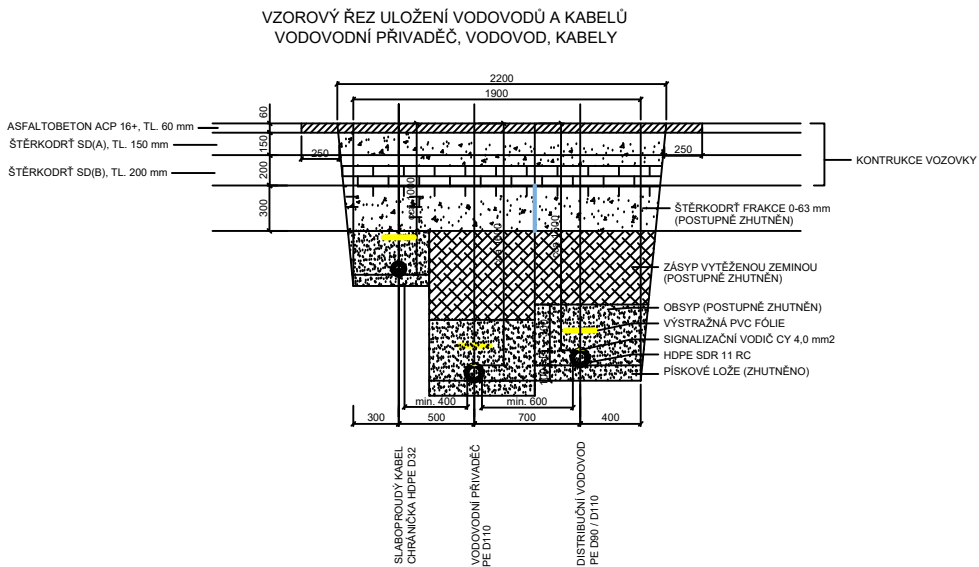 VZOROVÝ ŘEZ ULOŽENÍ VODOVODŮ A KABELŮ
VODOVODNÍ PŘIVADĚČ, VODOVOD, KABELY
2200
1900
60
150
200
300
ASFALTOBETON ACP 16+, TL. 60 mm
ŠTĚRKODRŤ SD(A), TL. 150 mm
ŠTĚRKODRŤ SD(B), TL. 200 mm
250
250
KONTRUKCE VOZOVKY
ŠTĚRKODRŤ FRAKCE 0-63 mm
(POSTUPNĚ ZHUTNĚN)
ZÁSYP VYTĚŽENOU ZEMINOU
(POSTUPNĚ ZHUTNĚN)
OBSYP (POSTUPNĚ ZHUTNĚN)
VÝSTRAŽNÁ PVC FÓLIE
SIGNALIZAČNÍ VODIČ CY 4,0 mm2
HDPE SDR 11 RC
PÍSKOVÉ LOŽE (ZHUTNĚNO)
min. 400
min. 600
300
500
700
400
SLABOPROUDÝ KABEL
CHRÁNIČKA HDPE D32
VODOVODNÍ PŘIVADĚČ
PE D110
DISTRIBUČNÍ VODOVOD
PE D90 / D110